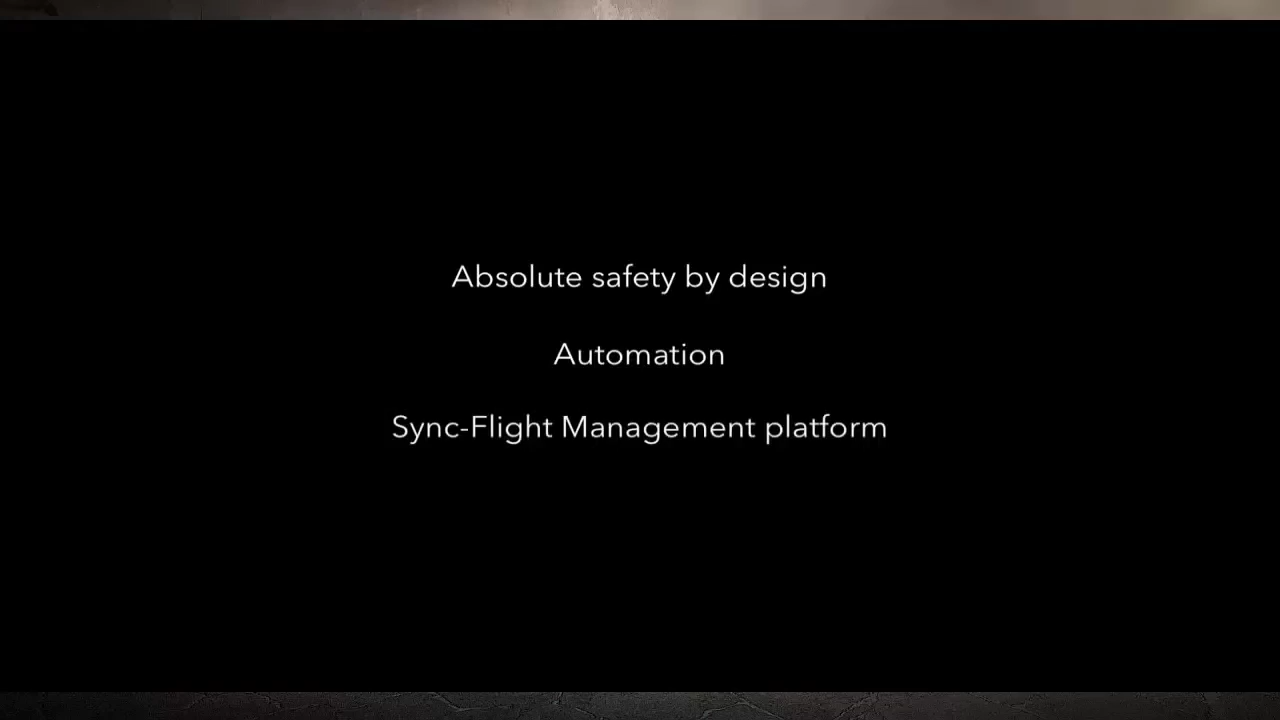 Absolute safety by design
Automation
Sync-Flight Management platform